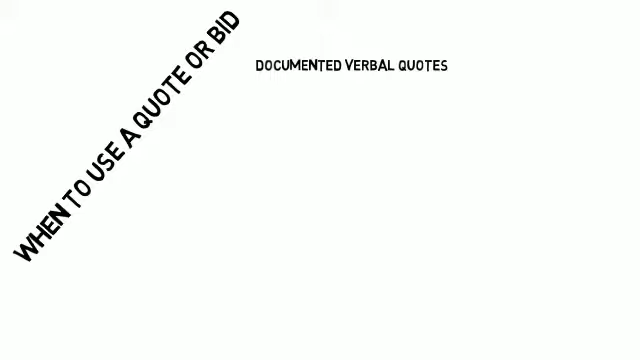 WHEN TO USE A QUOTE OR BID
DOCUMENTED VERBAL QUOTES